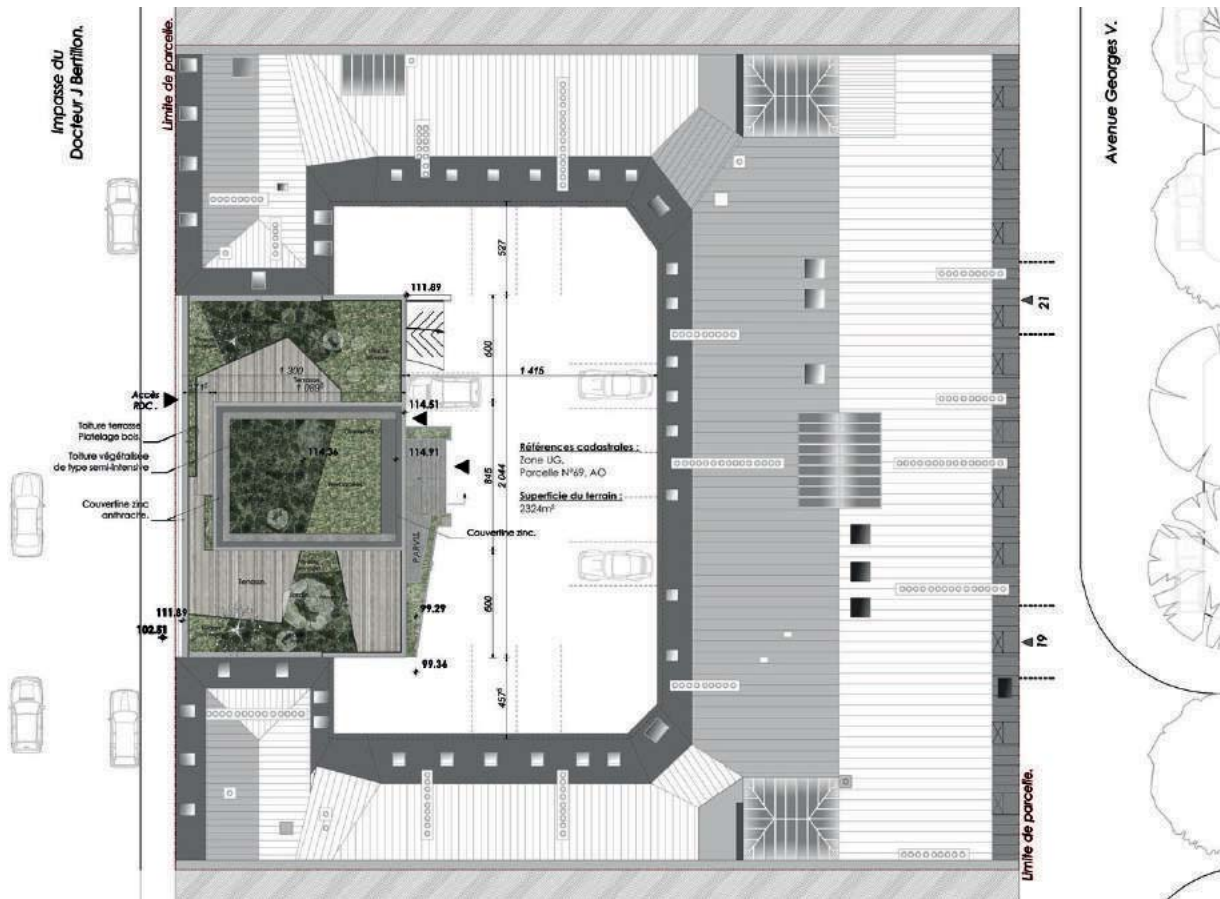 Impasse du
Docteur J Bertillon.
Limite de parcelle.
Avenue Georges V.
527
111.89
600
21
1 300
1 415
Terrasse.
Accès
RDC.
114.51
Toiture terrasse
Platelage bois.
Toiture végétalisée
de type semi-intensive
114.36
114.91
845
2 044
Références cadastrales :
Zone UG,
Parcelle N°69, AO
Superficie du terrain :
2324m²
Couvertine zinc
anthracite.
Couvertine zinc.
PARVIS
Terrasse.
600
111.89
99.29
102.51
19
99.36
457⁵
Limite de parcelle.